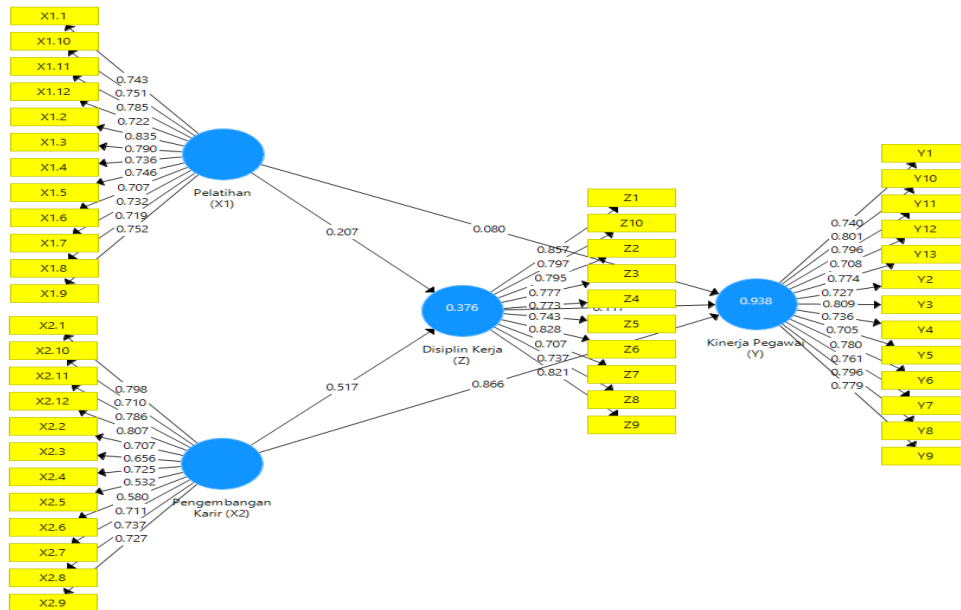 X1.1
X1.10
X1.11
X1.12
X1.2
X1.3
X1.4
X1.5
X1.6
X1.7
X1.8
X1.9
0.743
0.751
0.785
0.722
0.835
0.790
0.736
0.746
0.707
0.732
0.719
0.752
Pelatihan
(X1)
0.207
0.080
X2.1
X2.10
X2.11
X2.12
X2.2
X2.3
X2.4
X2.5
X2.6
X2.7
X2.8
X2.9
0.798
0.710
0.786
0.807
0.707
0.656
0.725
0.532
0.580
0.711
0.737
0.727
Pengembangan
Karir (X2)
0.517
0.866
0.376
Disiplin Kerja
(Z)
0.857
0.797
0.795
0.777
0.773
0.743
0.828
0.707
0.737
0.821
Z1
Z10
Z2
Z3
Z4
Z5
Z6
Z7
Z8
Z9
0.938
Kinerja Pegawai
(Y)
0.740
0.801
0.796
0.708
0.774
0.727
0.809
0.736
0.705
0.780
0.761
0.796
0.779
Y1
Y10
Y11
Y12
Y13
Y2
Y3
Y4
Y5
Y6
Y7
Y8
Y9